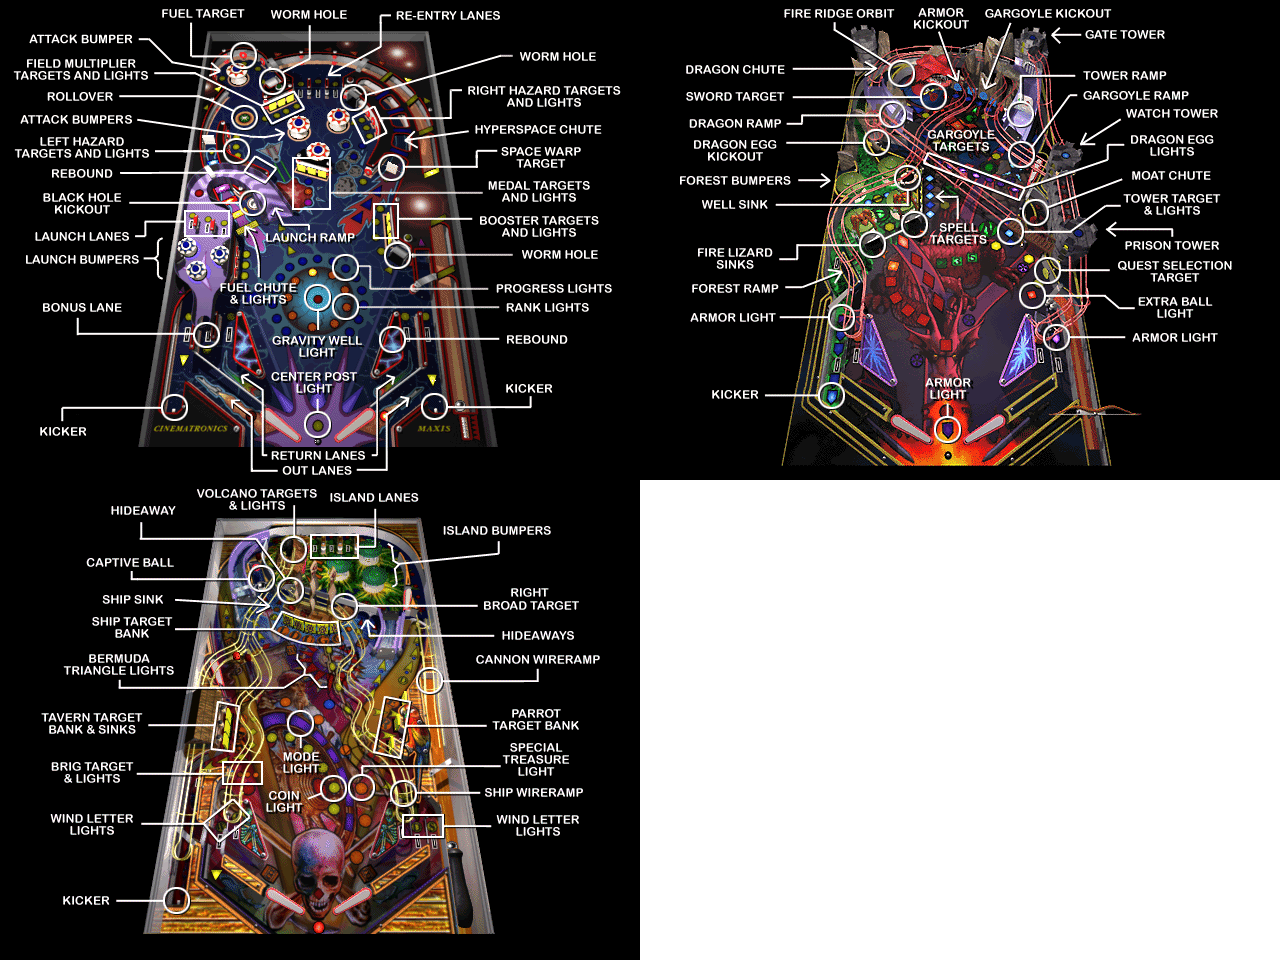 FUEL TARGET
WORM HOLE
RE-ENTRY LANES
ATTACK BUMPER
FIELD MULTIPLIER
TARGETS AND LIGHTS
ROLLOVER
ATTACK BUMPERS
LEFT HAZARD
TARGETS AND LIGHTS
REBOUND
BLACK HOLE
KICKOUT
LAUNCH LANES
LAUNCH BUMPERS
BONUS LANE
KICKER
WORM HOLE
RIGHT HAZARD TARGETS
AND LIGHTS
HYPERSPACE CHUTE
SPACE WARP
TARGET
MEDAL TARGETS
AND LIGHTS
BOOSTER TARGETS
AND LIGHTS
WORM HOLE
PROGRESS LIGHTS
RANK LIGHTS
REBOUND
KICKER
LAUNCH RAMP
FUEL CHUTE
& LIGHTS
GRAVITY WELL
LIGHT
CENTER POST
LIGHT
CINEMATRONICS
MAXIS
RETURN LANES
OUT LANES
FIRE RIDGE ORBIT
ARMOR
KICKOUT
GARGOYLE KICKOUT
GATE TOWER
DRAGON CHUTE
SWORD TARGET
DRAGON RAMP
DRAGON EGG
KICKOUT
FOREST BUMPERS
WELL SINK
FIRE LIZARD
SINKS
FOREST RAMP
ARMOR LIGHT
KICKER
TOWER RAMP
GARGOYLE RAMP
WATCH TOWER
DRAGON EGG
LIGHTS
MOAT CHUTE
TOWER TARGET
& LIGHTS
PRISON TOWER
QUEST SELECTION
TARGET
EXTRA BALL
LIGHT
ARMOR LIGHT
GARGOYLE
TARGETS
SPELL
TARGETS
ARMOR
LIGHT
VOLCANO TARGETS
& LIGHTS
ISLAND LANES
HIDEAWAY
CAPTIVE BALL
SHIP SINK
SHIP TARGET
BANK
BERMUDA
TRIANGLE LIGHTS
TAVERN TARGET
BANK & SINKS
BRIG TARGET
& LIGHTS
WIND LETTER
LIGHTS
KICKER
ISLAND BUMPERS
RIGHT
BROAD TARGET
HIDEAWAYS
CANNON WIRERAMP
PARROT
TARGET BANK
SPECIAL
TREASURE
LIGHT
SHIP WIRERAMP
WIND LETTER
LIGHTS
MODE
LIGHT
COIN
LIGHT